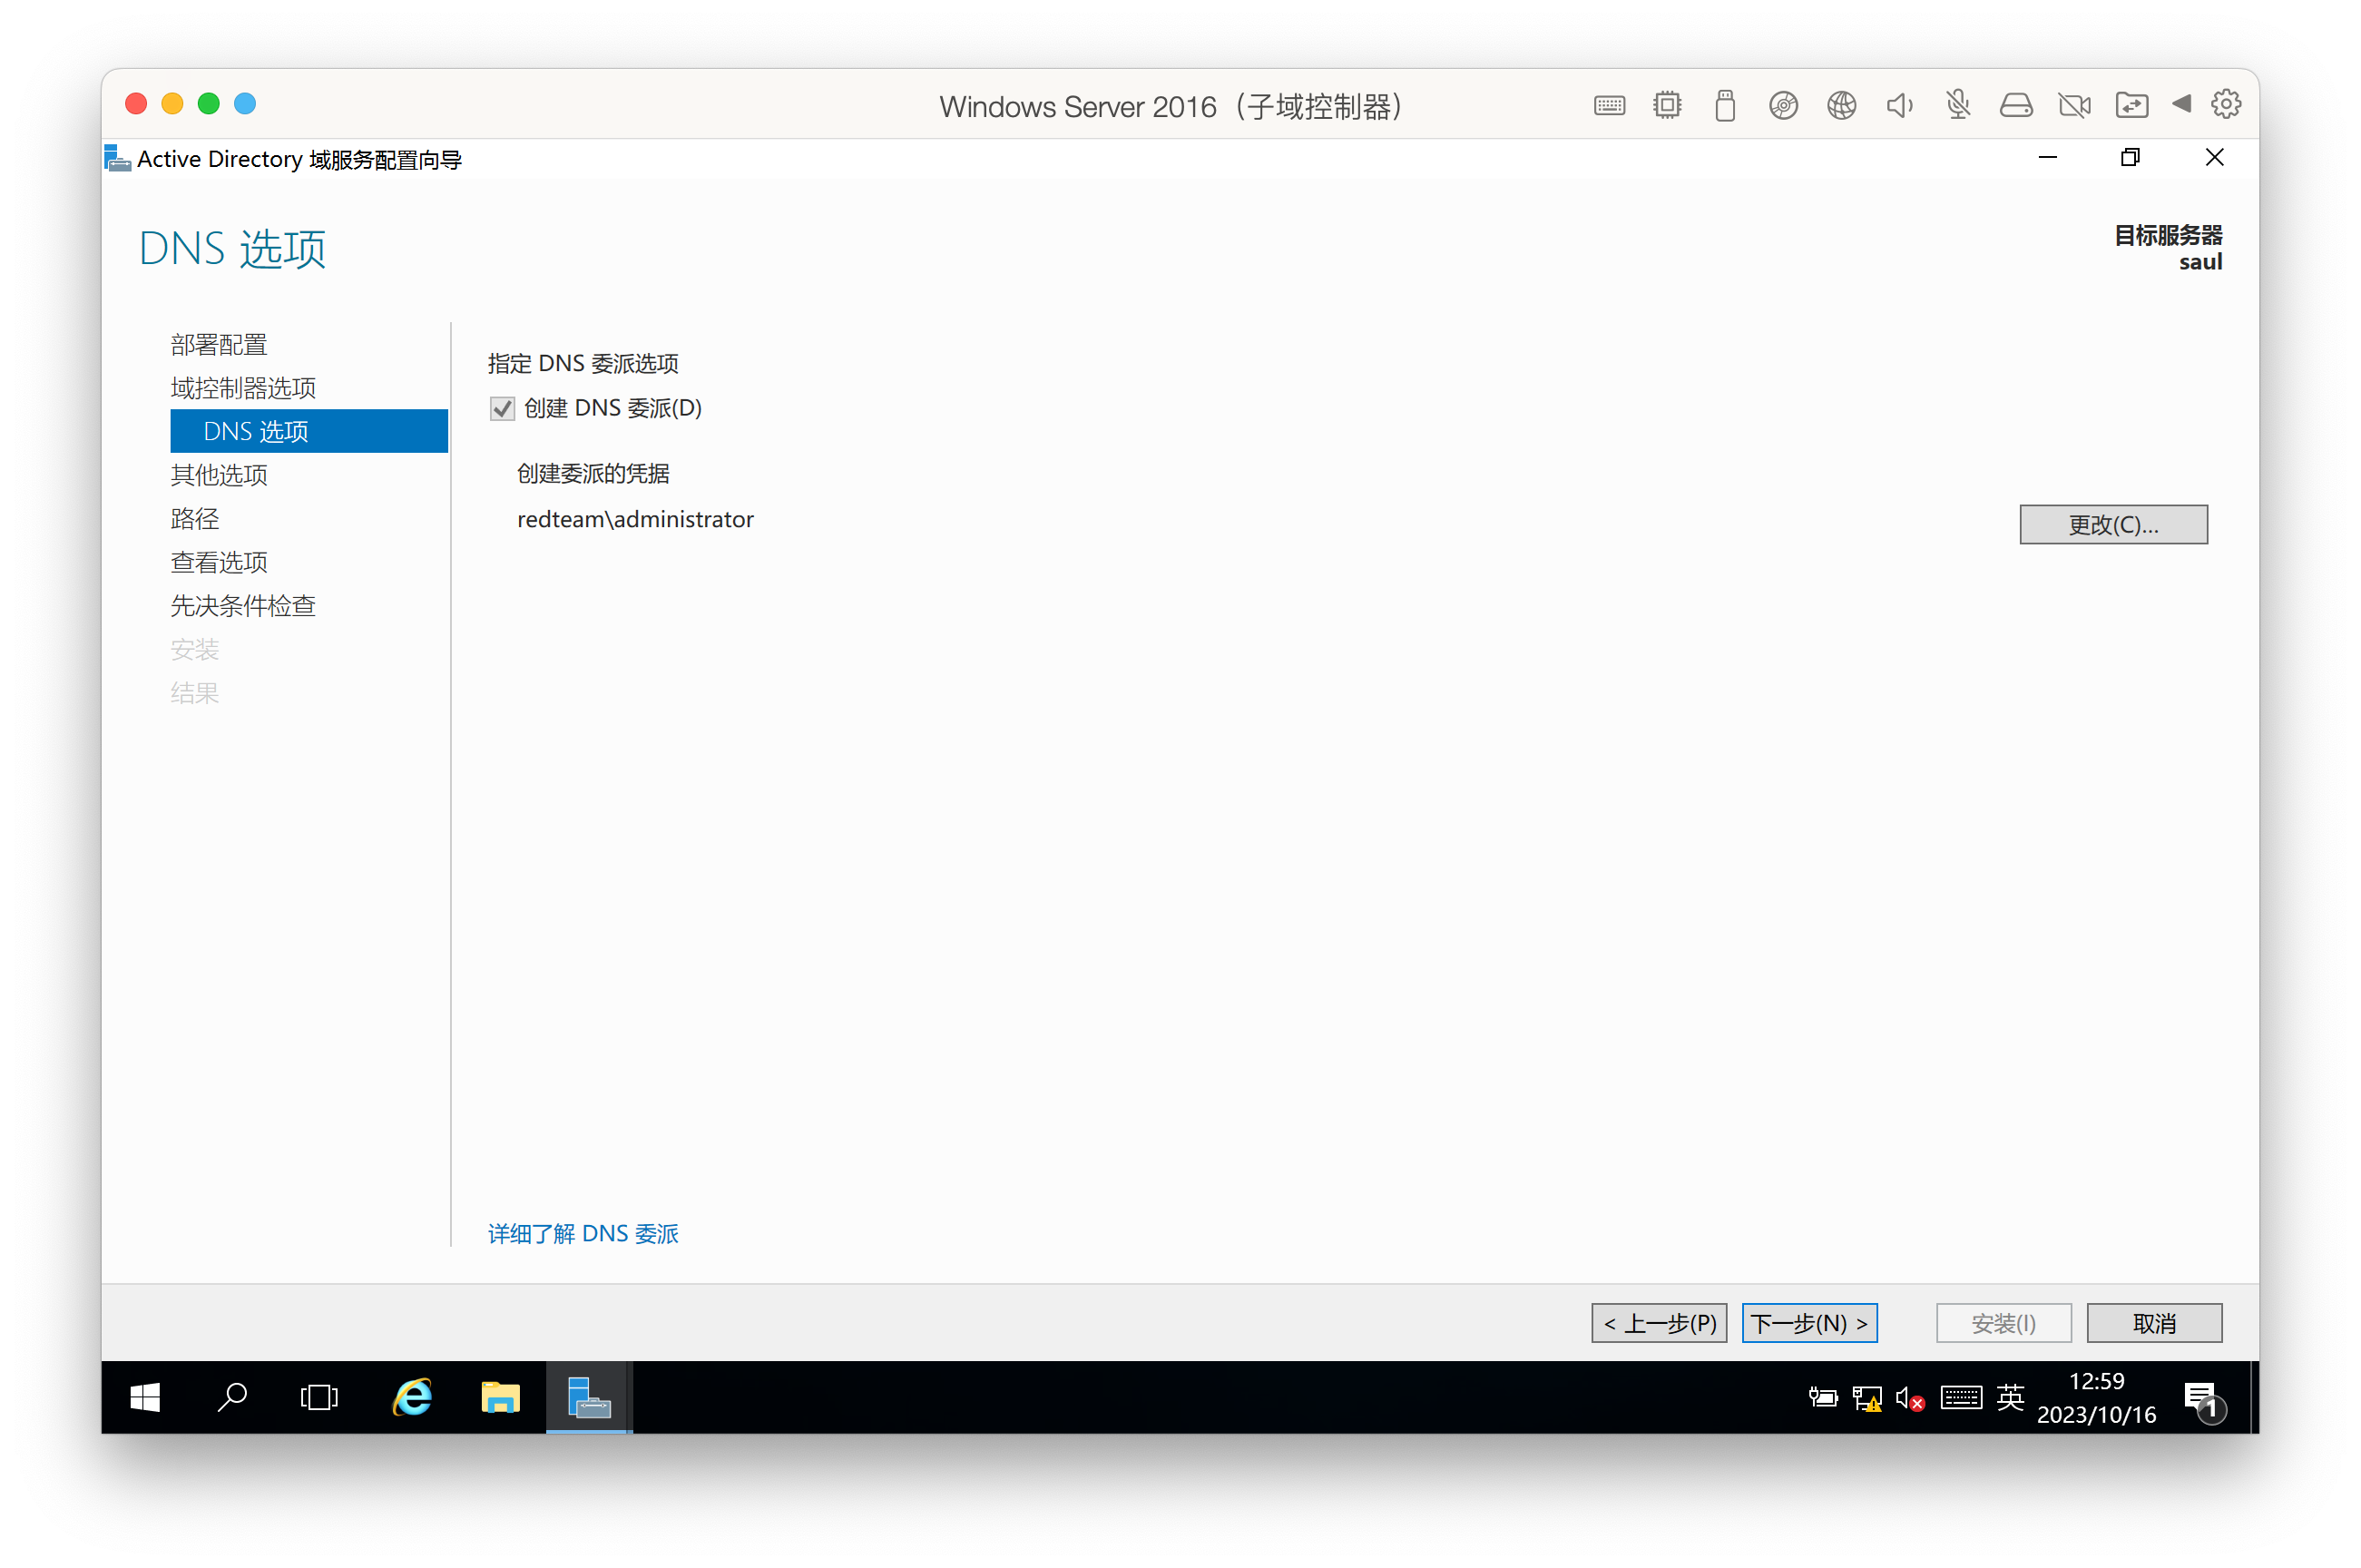 Windows Server 2016（子域控制器）
Active Directory 域服务配置向导
DNS 选项
目标服务器
saul
部署配置
域控制器选项
DNS 选项
其他选项
路径
查看选项
先决条件检查
安装
结果
指定 DNS 委派选项
创建 DNS 委派(D)
创建委派的凭据
redteam\administrator
更改(C)...
详细了解 DNS 委派
< 上一步(P)
下一步(N) >
安装(I)
取消
英
12:59
2023/10/16
1